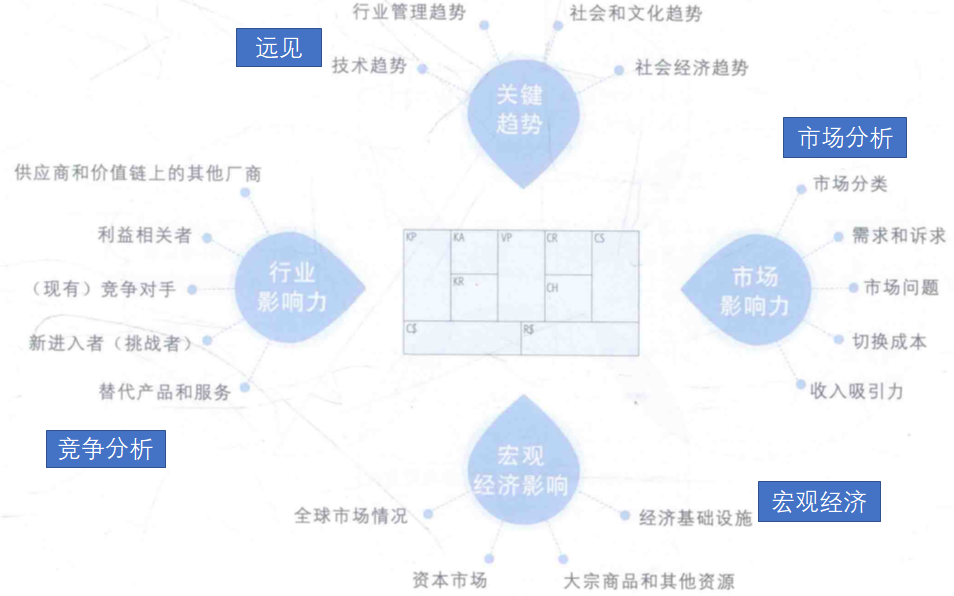 行业管理趋势
社会和文化趋势
远见
技术趋势
社会经济趋势
关键
趋势
市场分析
供应商和价值链上的其他厂商
市场分类
利益相关者
需求和诉求
KP
KA
VP
CR
CS
行业
影响力
市场
影响力
（现有）竞争对手
市场问题
KR
CH
新进入者（挑战者）
切换成本
C$
R$
替代产品和服务
收入吸引力
竞争分析
宏观
经济影响
宏观经济
全球市场情况
经济基础设施
资本市场
大宗商品和其他资源